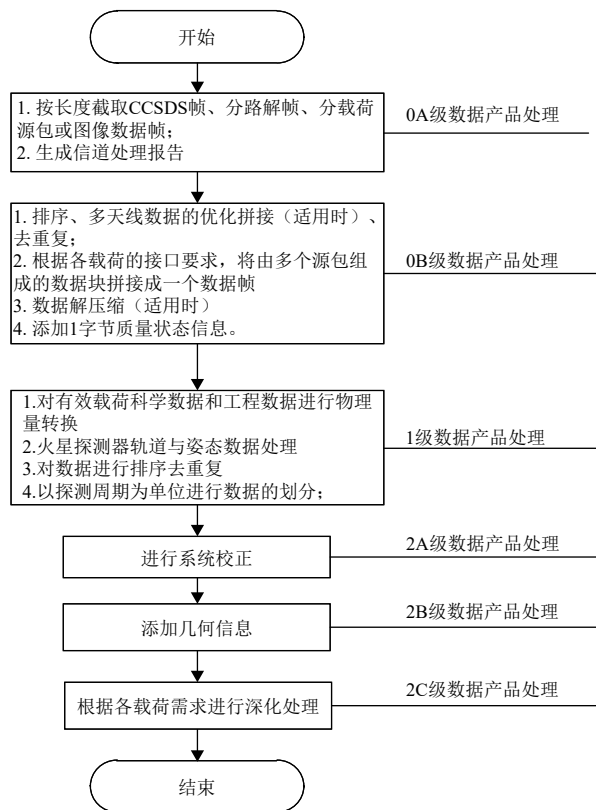 开始
1. 按长度截取CCSDS帧、分路解帧、分载荷
源包或图像数据帧；
2. 生成信道处理报告
0A级数据产品处理
1. 排序、多天线数据的优化拼接（适用时）、
去重复；
2. 根据各载荷的接口要求，将由多个源包组
成的数据块拼接成一个数据帧
3. 数据解压缩（适用时）
4. 添加1字节质量状态信息。
0B级数据产品处理
1.对有效载荷科学数据和工程数据进行物理
量转换
2.火星探测器轨道与姿态数据处理
3.对数据进行排序去重复
4.以探测周期为单位进行数据的划分；
1级数据产品处理
进行系统校正
2A级数据产品处理
添加几何信息
2B级数据产品处理
根据各载荷需求进行深化处理
2C级数据产品处理
结束